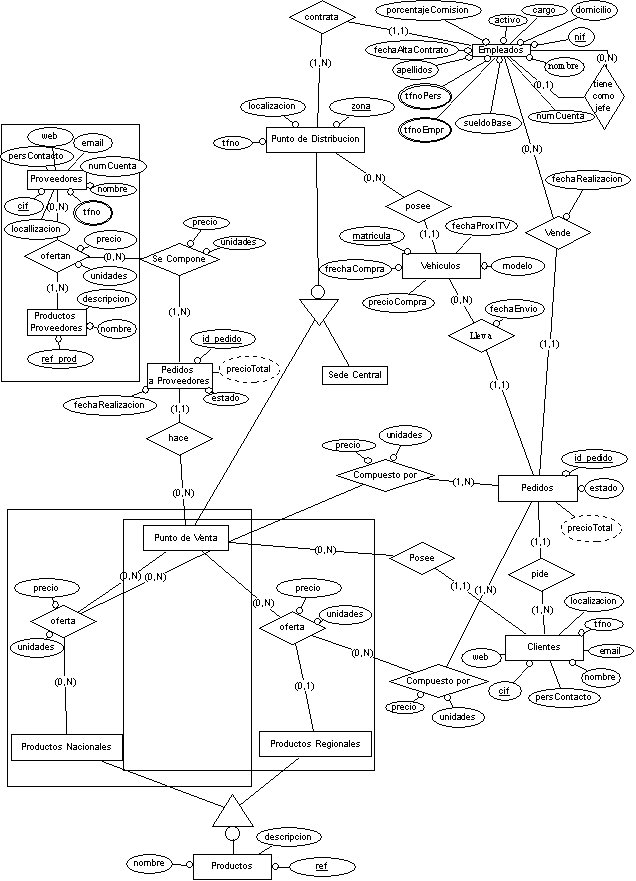 contrata
porcentajeComision
activo
cargo
domicilio
(1,1)
nif
fechaAltaContrato
Empleados
(0,N)
(1,N)
nombre
apellidos
(0,1)
tiene
como
jefe
tfnoPers
localizacion
zona
numCuenta
sueldoBase
tfnoEmpr
web
email
Punto de Distribucion
tfno
persContacto
(0,N)
numCuenta
Proveedores
(0,N)
fechaRealizacion
nombre
cif
(0,N)
tfno
posee
precio
locallizacion
fechaProxITV
Vende
matricula
(1,1)
precio
unidades
ofertan
(0,N)
Se Compone
Vehiculos
modelo
frechaCompra
unidades
(1,N)
descripcion
precioCompra
(0,N)
fechaEnvio
(1,N)
Productos
Proveedores
nombre
Lleva
id_pedido
(1,1)
ref_prod
precioTotal
Pedidos
a Proveedores
Sede Central
(1,1)
estado
fechaRealizacion
(1,1)
hace
unidades
precio
id_pedido
Compuesto por
(1,N)
Pedidos
estado
(0,N)
precioTotal
Punto de Venta
(1,1)
(0,N)
Posee
(0,N)
(0,N)
pide
precio
precio
(1,1)
(1,N)
localizacion
(0,N)
(1,N)
oferta
unidades
tfno
oferta
Clientes
email
unidades
web
(0,N)
nombre
(0,N)
Compuesto por
cif
(0,1)
persContacto
precio
unidades
Productos Nacionales
Productos Regionales
descripcion
nombre
Productos
ref